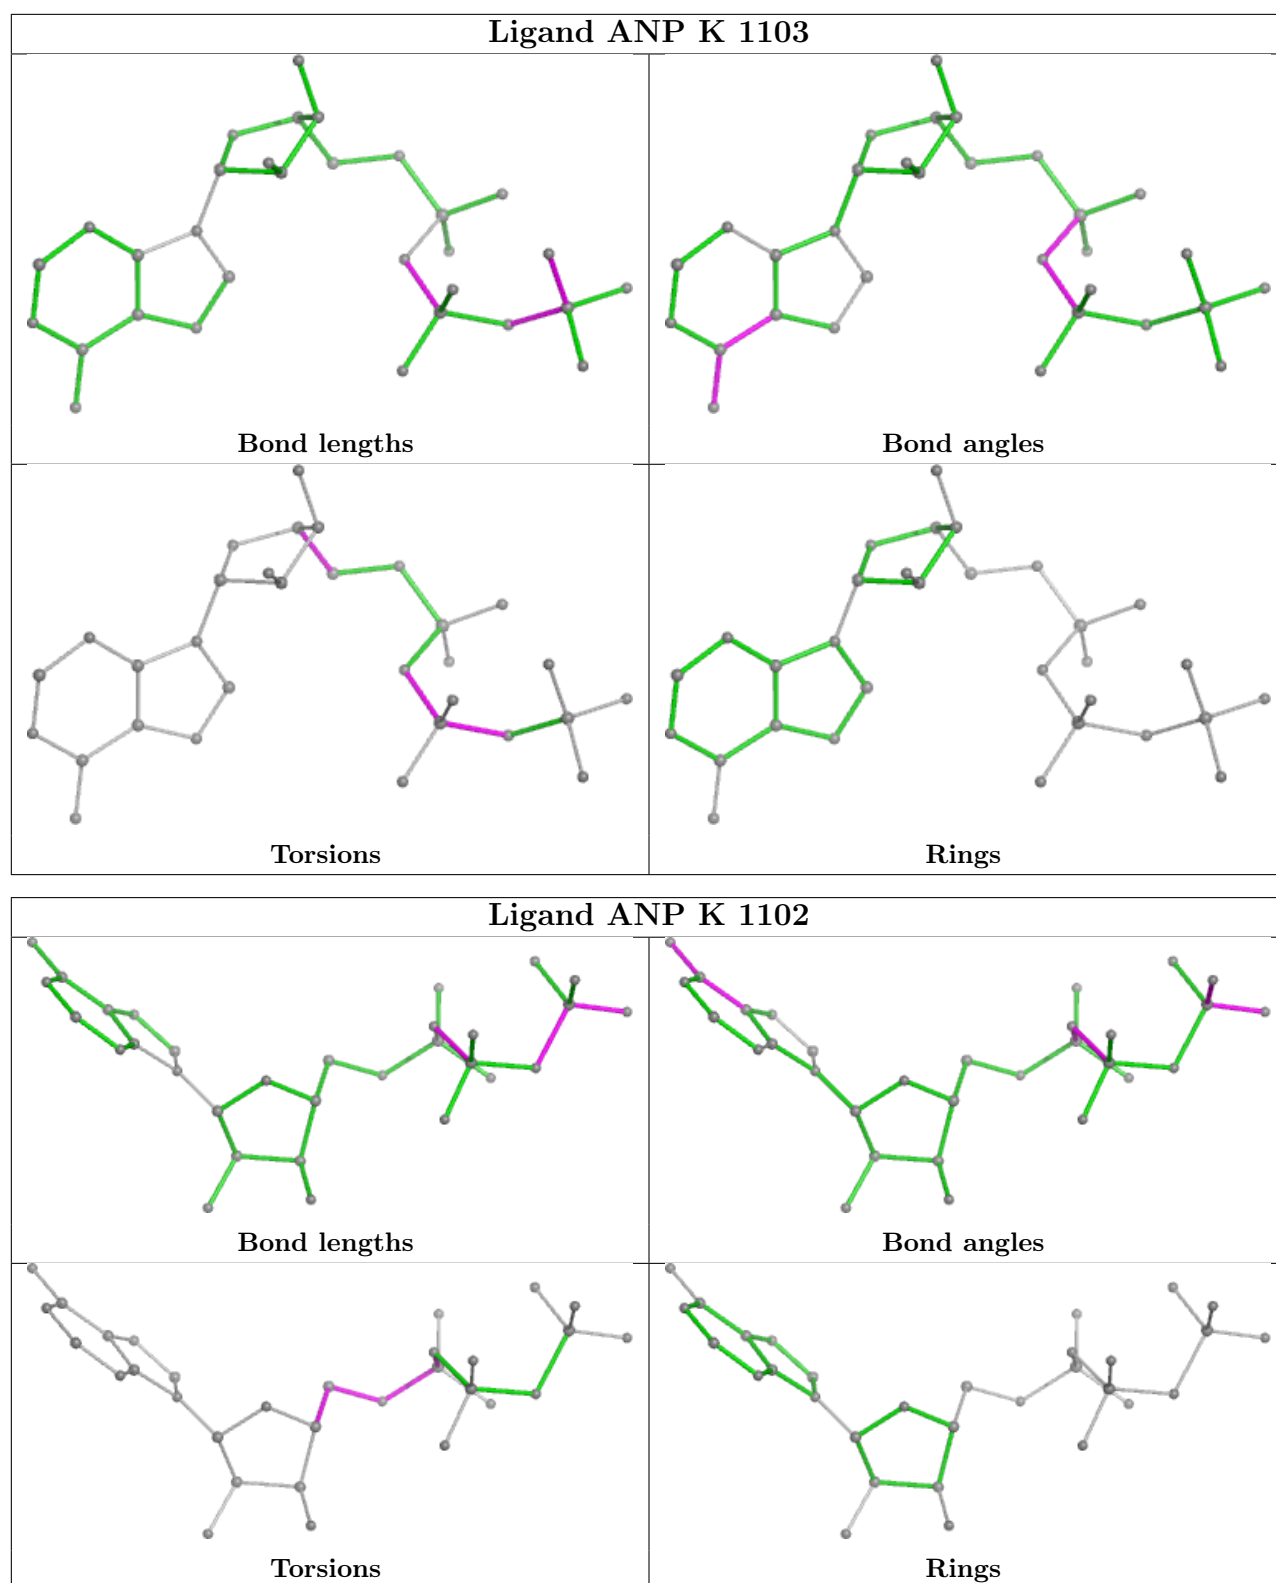 Ligand ANP K 1103
Bond lengths
Bond angles
Torsions
Rings
Ligand ANP K 1102
Bond lengths
Bond angles
Torsions
Rings